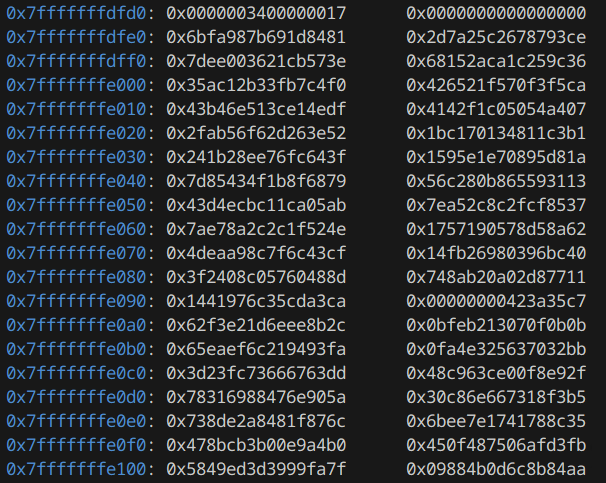 0x7fffffffdfd0: 0x0000003400000017 0x0000000000000000
0x7fffffffdfe0: 0x6bfa987b691d8481 0x2d7a25c2678793ce
0x7fffffffdff0: 0x7dee003621cb573e 0x68152aca1c259c36
0x7fffffffe000: 0x35ac12b33fb7c4f0 0x426521f570f3f5ca
0x7fffffffe010: 0x43b46e513ce14edf 0x4142f1c05054a407
0x7fffffffe020: 0x2fab56f62d263e52 0x1bc170134811c3b1
0x7fffffffe030: 0x241b28ee76fc643f 0x1595e1e70895d81a
0x7fffffffe040: 0x7d85434f1b8f6879 0x56c280b865593113
0x7fffffffe050: 0x43d4ecbc11ca05ab 0x7ea52c8c2fcf8537
0x7fffffffe060: 0x7ae78a2c2c1f524e 0x1757190578d58a62
0x7fffffffe070: 0x4deaa98c7f6c43cf 0x14fb26980396bc40
0x7fffffffe080: 0x3f2408c05760488d 0x748ab20a02d87711
0x7fffffffe090: 0x1441976c35cda3ca 0x00000000423a35c7
0x7fffffffe0a0: 0x62f3e21d6eee8b2c 0x0bfeb213070f0b0b
0x7fffffffe0b0: 0x65eaef6c219493fa 0x0fa4e325637032bb
0x7fffffffe0c0: 0x3d23fc73666763dd 0x48c963ce00f8e92f
0x7fffffffe0d0: 0x78316988476e905a 0x30c86e667318f3b5
0x7fffffffe0e0: 0x738de2a8481f876c 0x6bee7e1741788c35
0x7fffffffe0f0: 0x478bcb3b00e9a4b0 0x450f487506afd3fb
0x7fffffffe100: 0x5849ed3d3999fa7f 0x09884b0d6c8b84aa